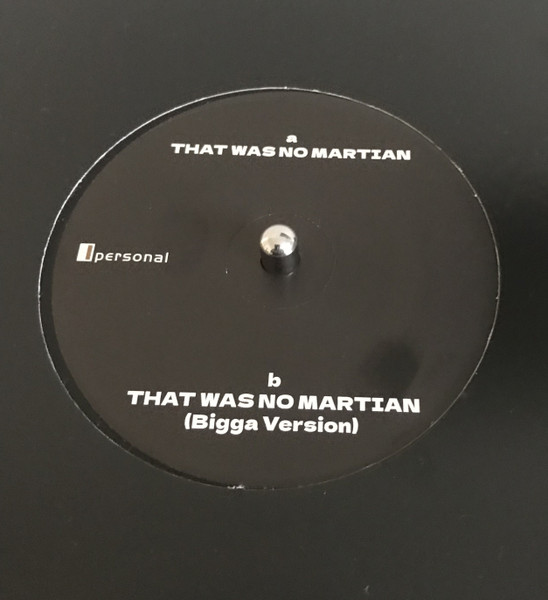 a
THAT WAS NO MARTIAN
personal
b
THAT WAS NO MARTIAN
(Bigga Version)